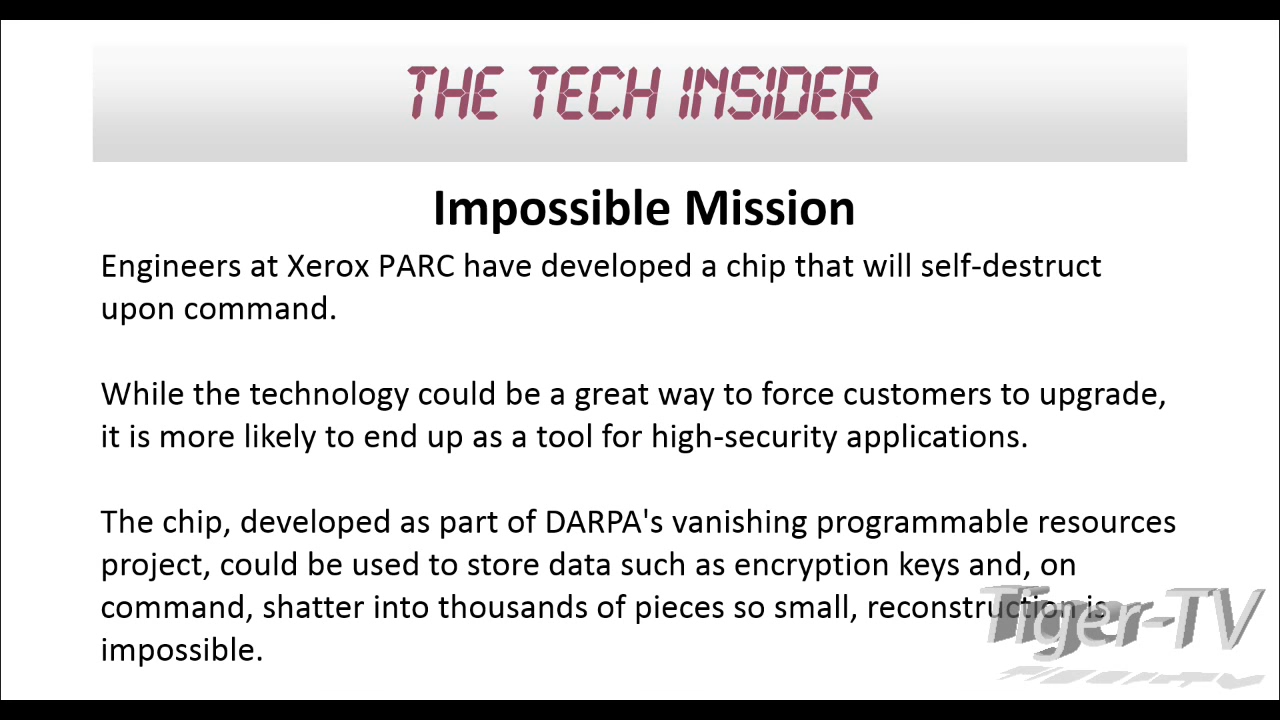 THE TECH INSIDER
Impossible Mission
Engineers at Xerox PARC have developed a chip that will self-destruct
upon command.
While the technology could be a great way to force customers to upgrade,
it is more likely to end up as a tool for high-security applications.
The chip, developed as part of DARPA's vanishing programmable resources
project, could be used to store data such as encryption keys and, on
command, shatter into thousands of pieces so small, reconstruction is
impossible.
Tiger-TV